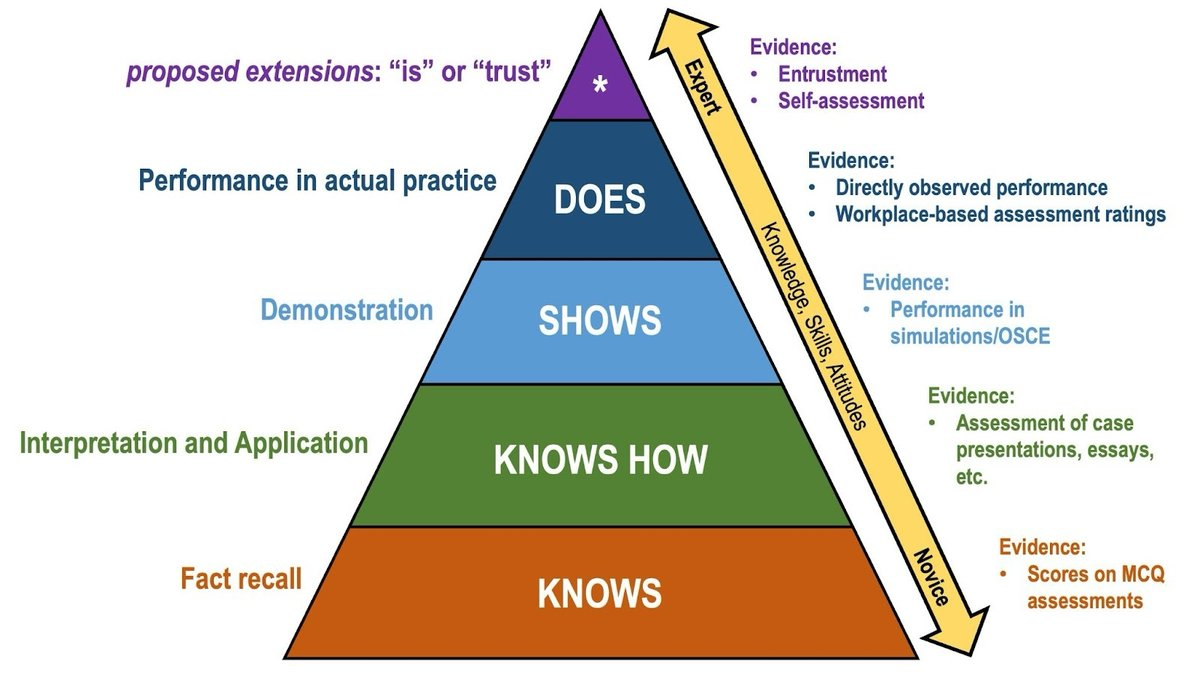 proposed extensions: “is” or “trust”
*
Evidence:
• Entrustment
• Self-assessment
Expert
Performance in actual practice
DOES
Evidence:
• Directly observed performance
• Workplace-based assessment ratings
Knowledge, Skills, Attitudes
Demonstration
SHOWS
Evidence:
• Performance in
simulations/OSCE
Interpretation and Application
KNOWS HOW
Evidence:
• Assessment of case
presentations, essays,
etc.
Novice
Fact recall
KNOWS
Evidence:
• Scores on MCQ
assessments